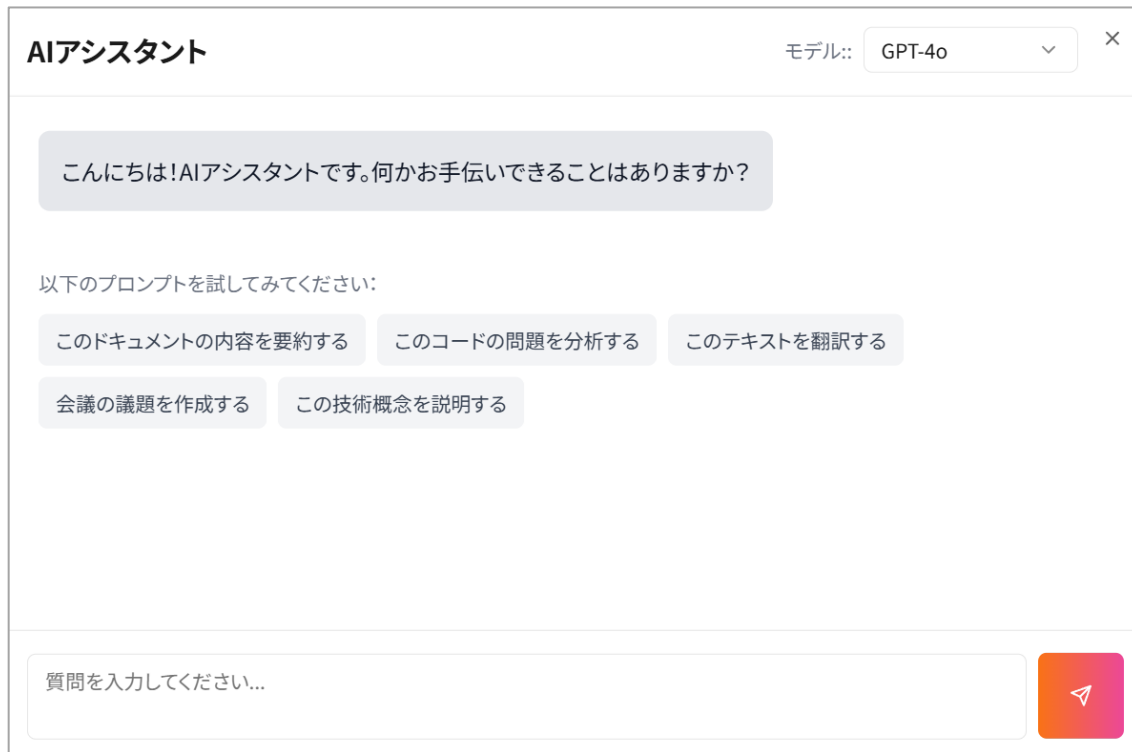 AIアシスタント
モデル:: GPT-4o
こんにちは!AIアシスタントです。何かお手伝いできることはありますか?
以下のプロンプトを試してみてください:
このドキュメントの内容を要約する このコードの問題を分析する このテキストを翻訳する
会議の議題を作成する この技術概念を説明する
質問を入力してください...